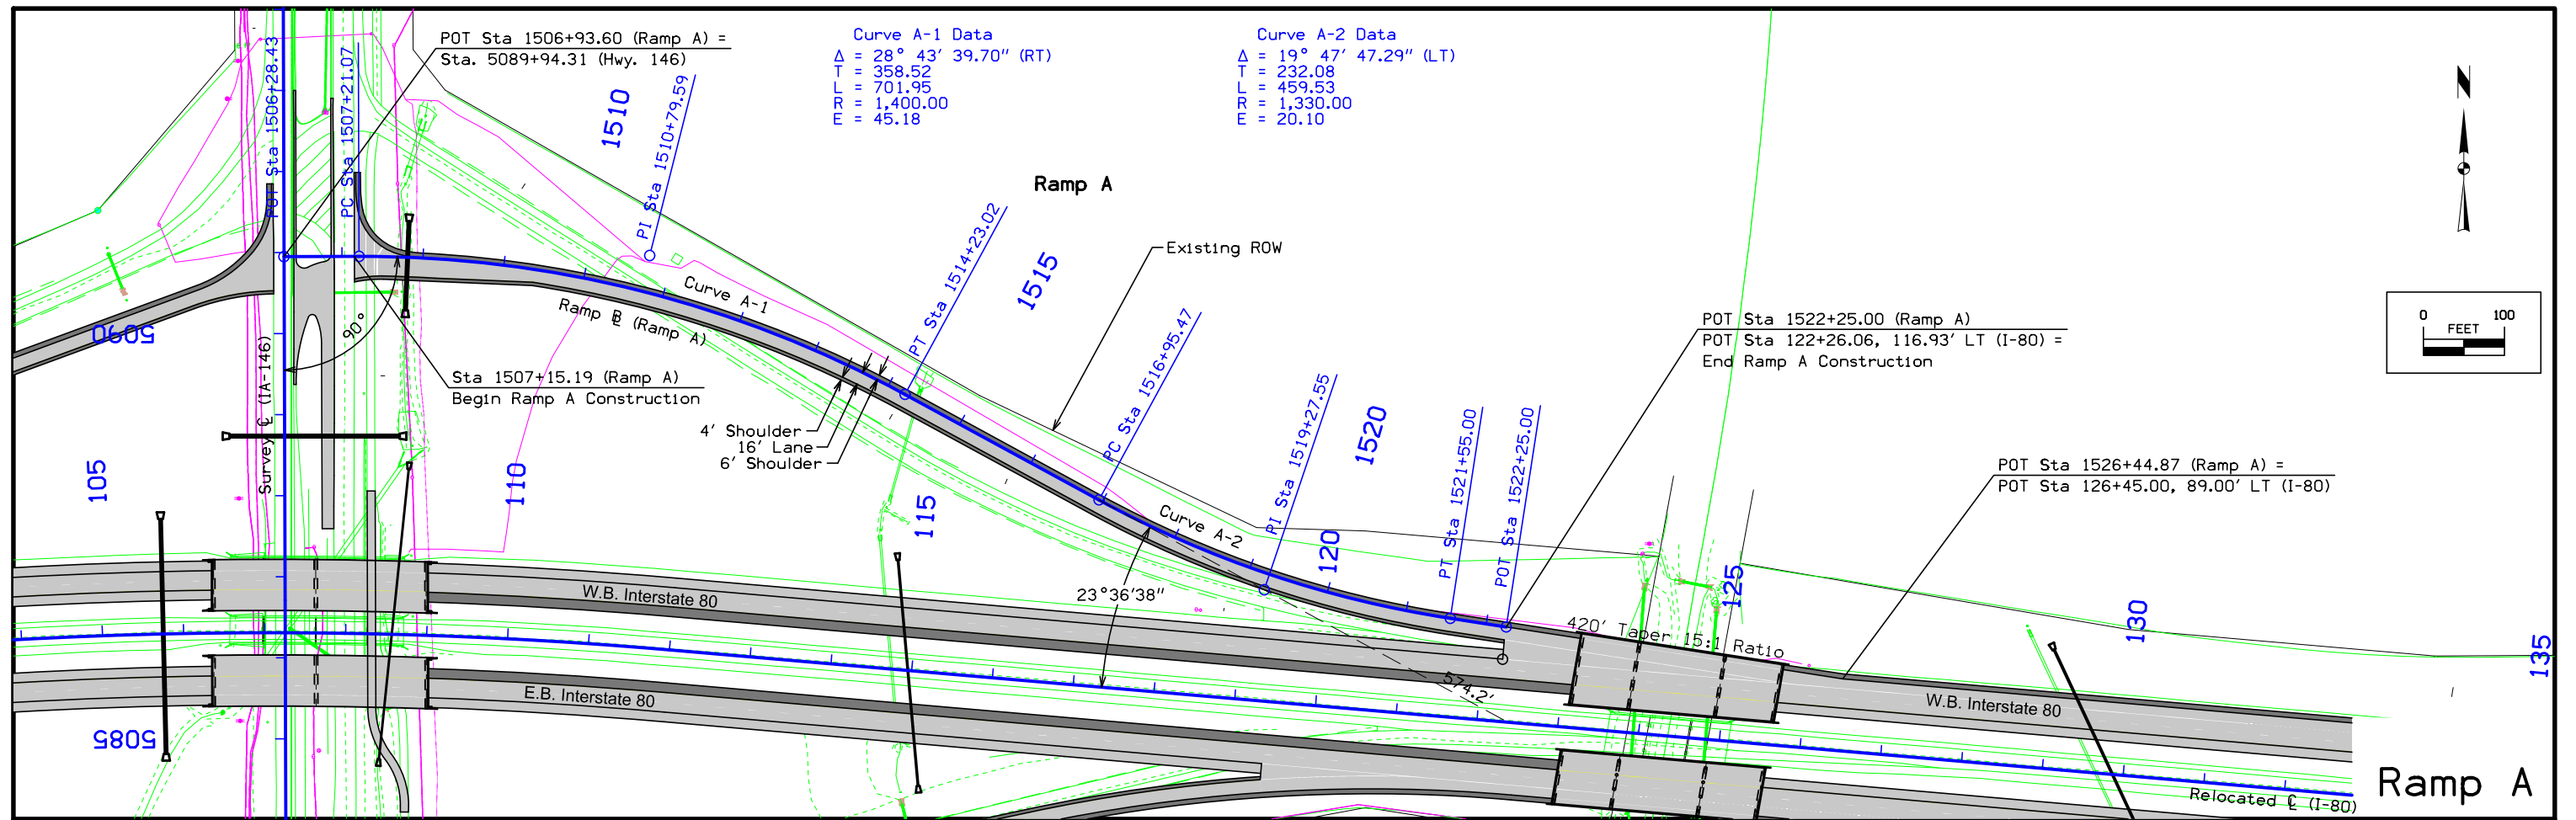 POT Sta 1506+93.60 (Ramp A) =
Sta. 5089+94.31 (Hwy. 146)
POT Sta 1506+28.43
PC Sta 1507+21.07
1510
PI Sta 1510+79.59
Curve A-1 Data
Δ = 28° 43' 39.70" (RT)
T = 358.52
L = 701.95
R = 1,400.00
E = 45.18
Curve A-2 Data
Δ = 19° 47' 47.29" (LT)
T = 232.08
L = 459.53
R = 1,330.00
E = 20.10
N
Ramp A
PT Sta 1514+23.02
1515
Existing ROW
Curve A-1
Ramp ℄ (Ramp A)
90°
5090
Survey ℄ (IA-146)
Sta 1507+15.19 (Ramp A)
Begin Ramp A Construction
4' Shoulder
16' Lane
6' Shoulder
PC Sta 1516+95.47
PI Sta 1519+27.55
1520
PT Sta 1521+55.00
POT Sta 1522+25.00
POT Sta 1522+25.00 (Ramp A)
POT Sta 122+26.06, 116.93' LT (I-80) =
End Ramp A Construction
0 100
FEET
POT Sta 1526+44.87 (Ramp A) =
POT Sta 126+45.00, 89.00' LT (I-80)
105
110
115
Curve A-2
120
125
130
135
23°36'38"
W.B. Interstate 80
420' Taper 15:1 Ratio
574.2'
E.B. Interstate 80
W.B. Interstate 80
5085
Relocated ℄ (I-80)
Ramp A